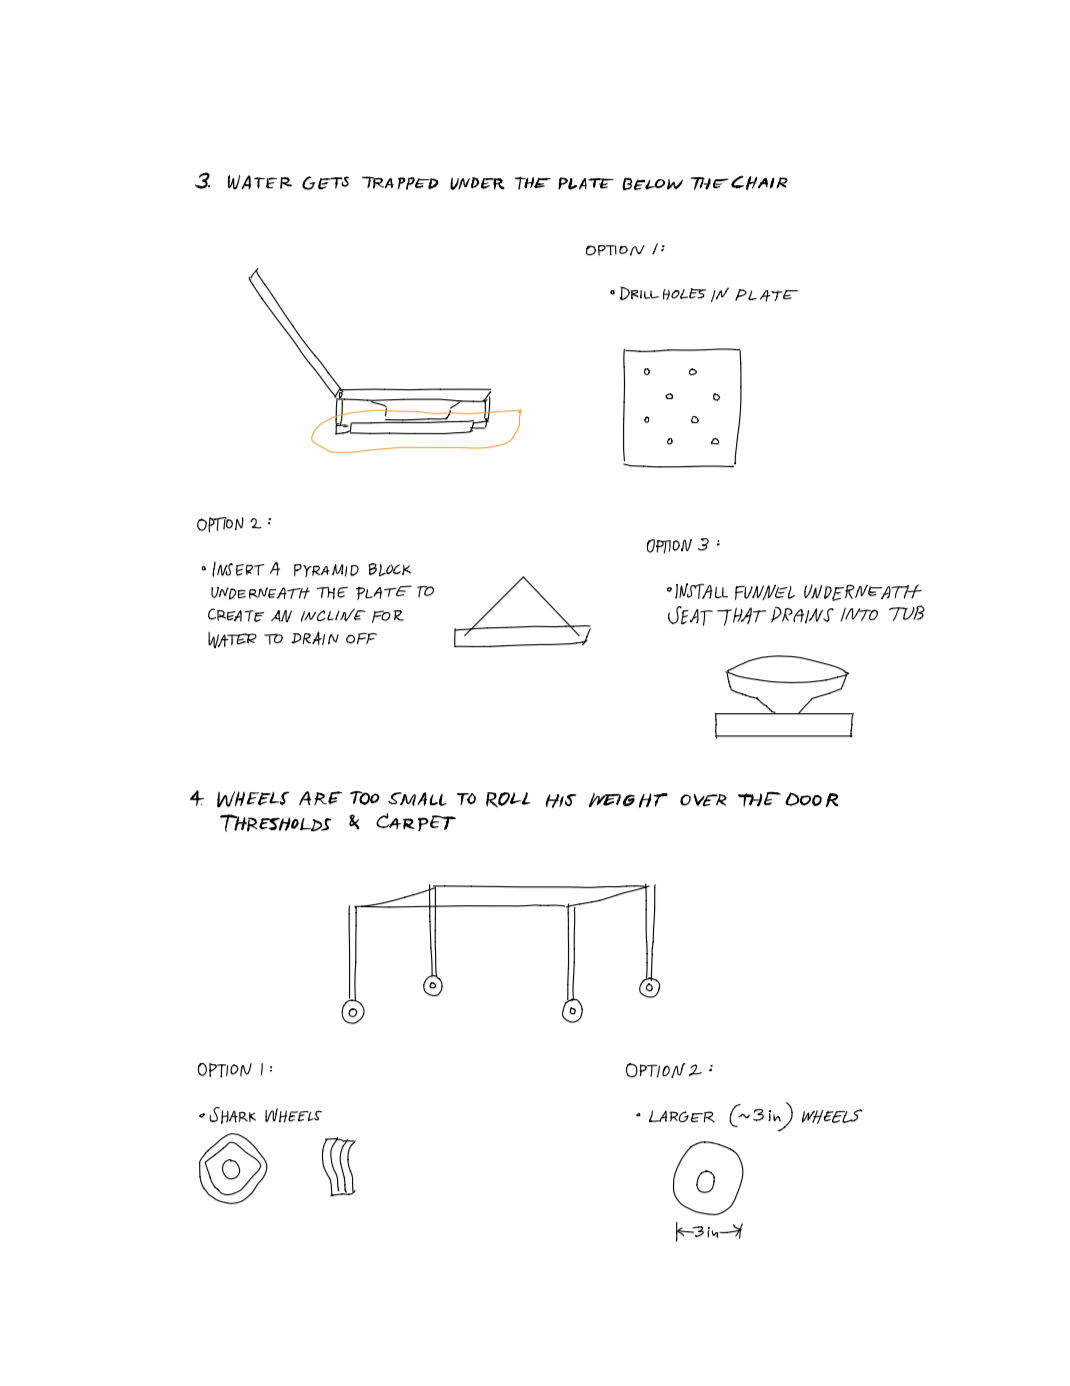 3. WATER GETS TRAPPED UNDER THE PLATE BELOW THE CHAIR
OPTION 1:
• DRILL HOLES IN PLATE
OPTION 2:
• INSERT A PYRAMID BLOCK
UNDERNEATH THE PLATE TO
CREATE AN INCLINE FOR
WATER TO DRAIN OFF
OPTION 3:
• INSTALL FUNNEL UNDERNEATH
SEAT THAT DRAINS INTO TUB
4. WHEELS ARE TOO SMALL TO ROLL HIS WEIGHT OVER THE DOOR
THRESHOLDS & CARPET
OPTION 1:
• SHARK WHEELS
OPTION 2:
• LARGER (~3in) WHEELS
3in